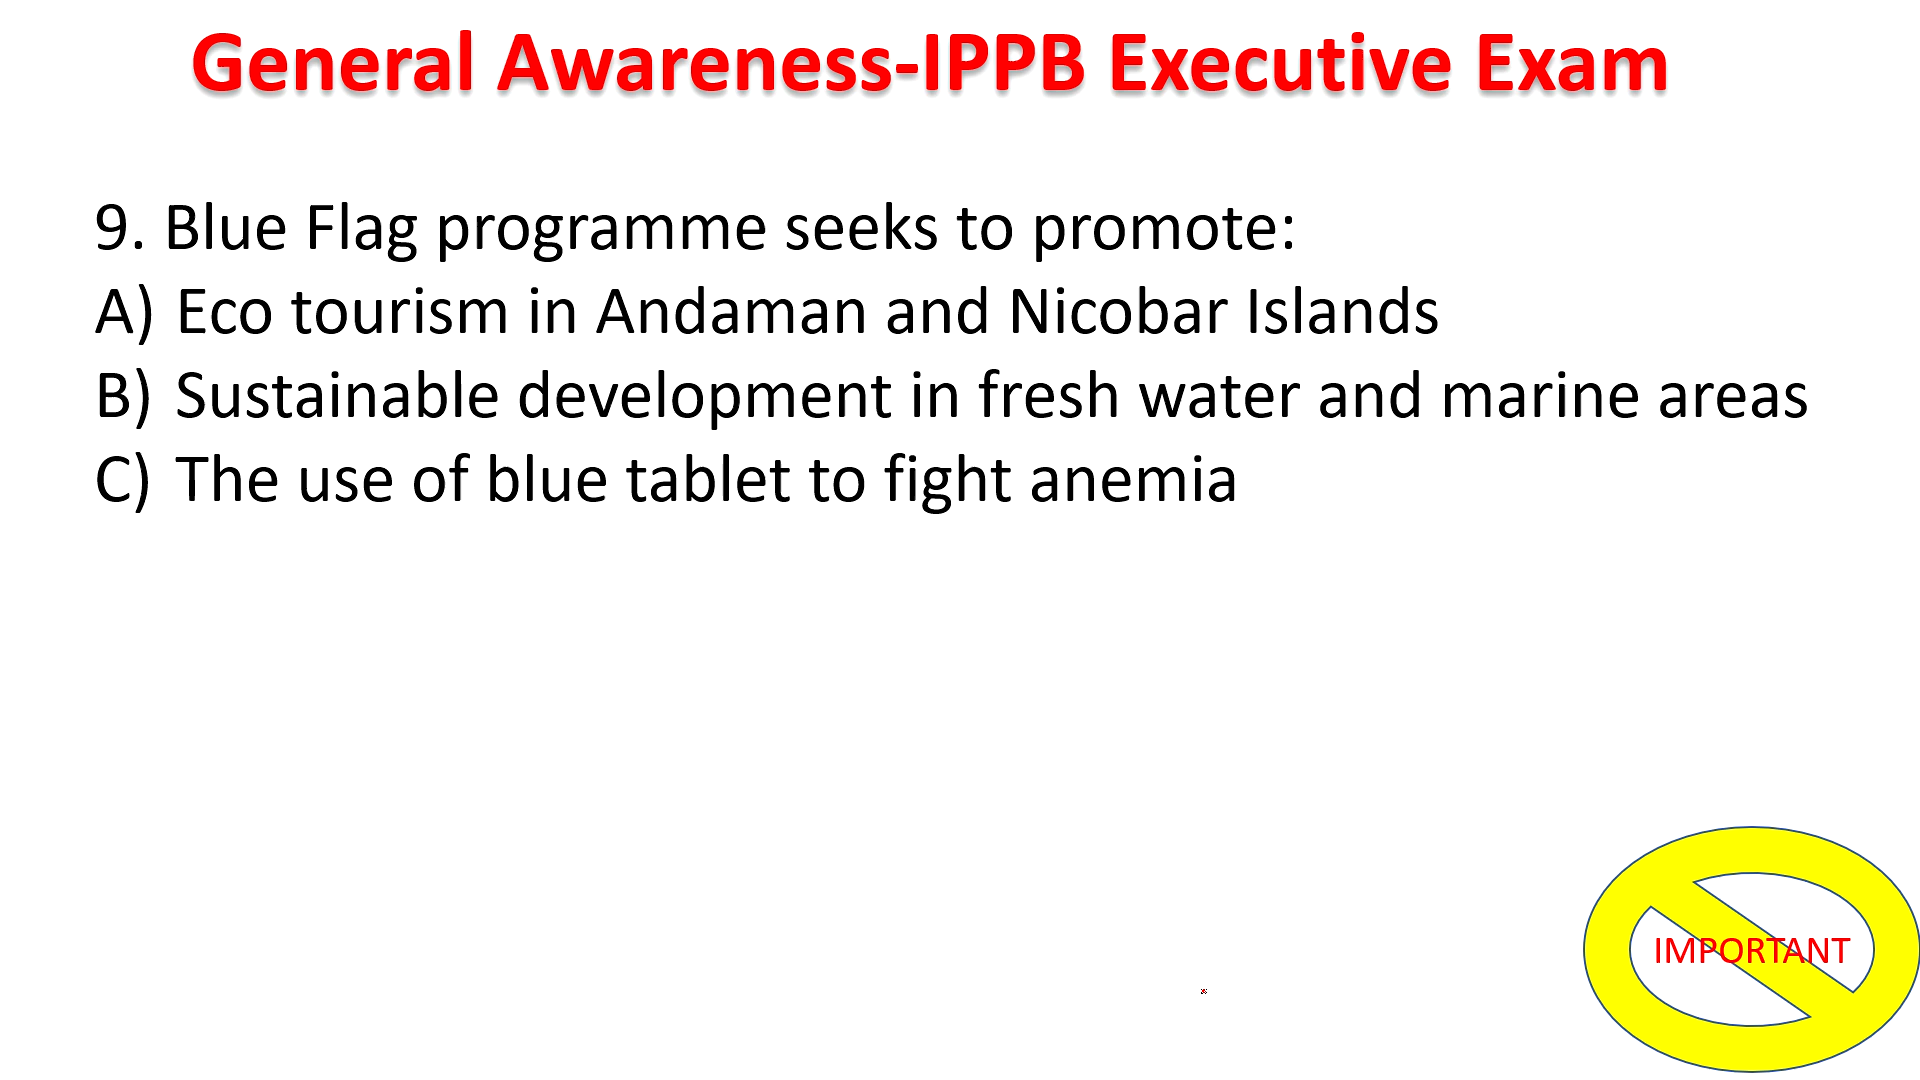 General Awareness-IPPB Executive Exam
9. Blue Flag programme seeks to promote:
A) Eco tourism in Andaman and Nicobar Islands
B) Sustainable development in fresh water and marine areas
C) The use of blue tablet to fight anemia
IMPORTANT